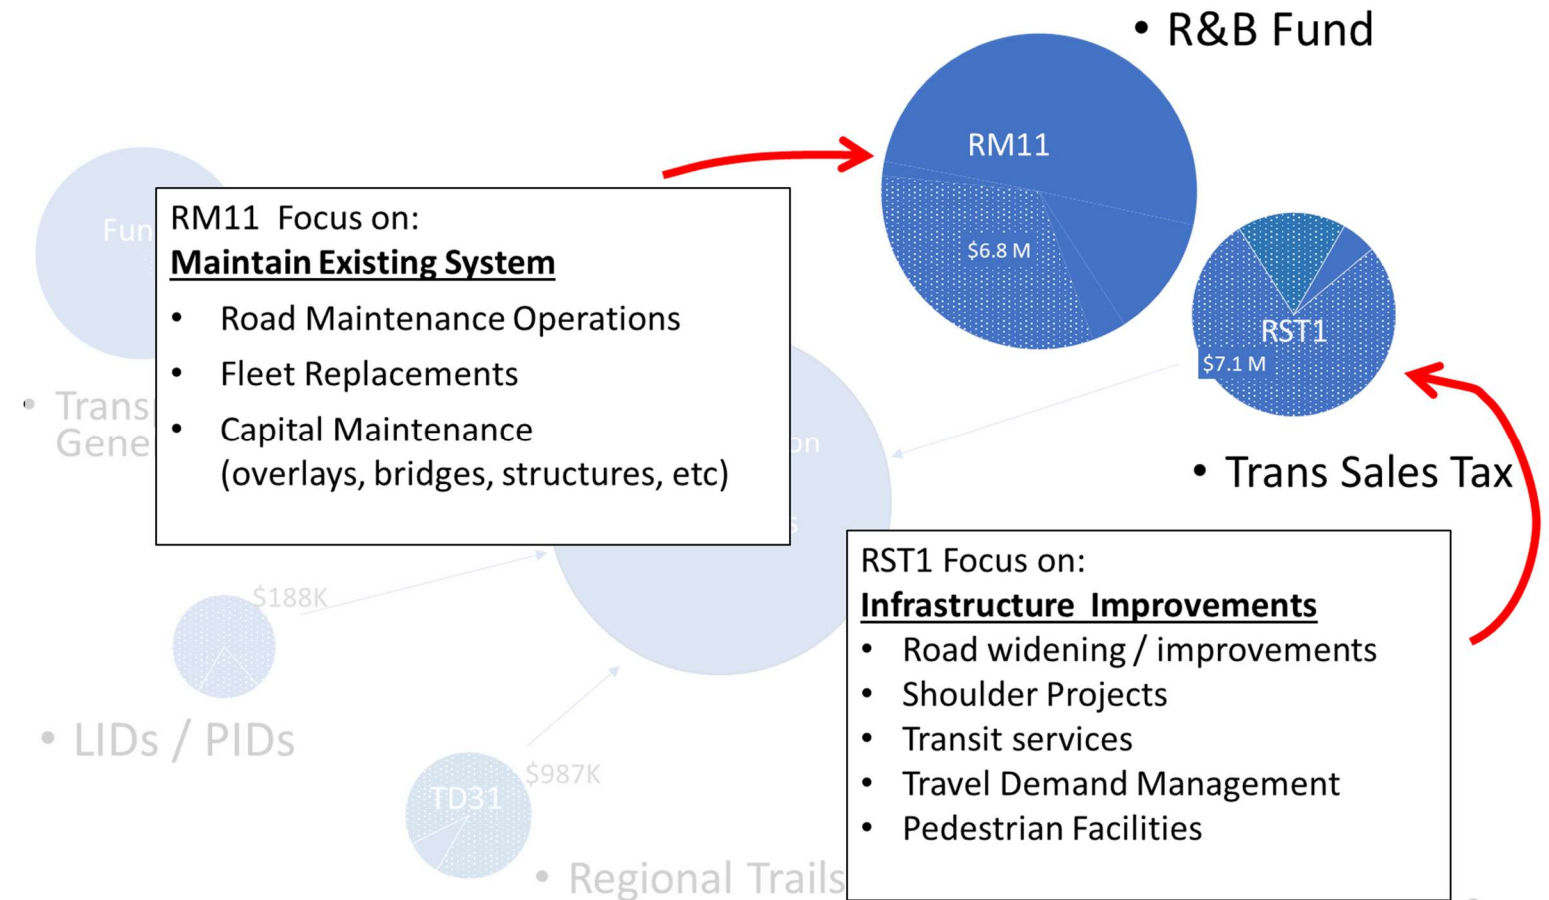 • R&B Fund
RM11
$6.8 M
RST1
$7.1 M
• Trans Sales Tax
RM11 Focus on:
Maintain Existing System
• Road Maintenance Operations
• Fleet Replacements
• Capital Maintenance
(overlays, bridges, structures, etc)
RST1 Focus on:
Infrastructure Improvements
• Road widening / improvements
• Shoulder Projects
• Transit services
• Travel Demand Management
• Pedestrian Facilities
$188K
• LIDs / PIDs
$987K
TD31
• Regional Trails